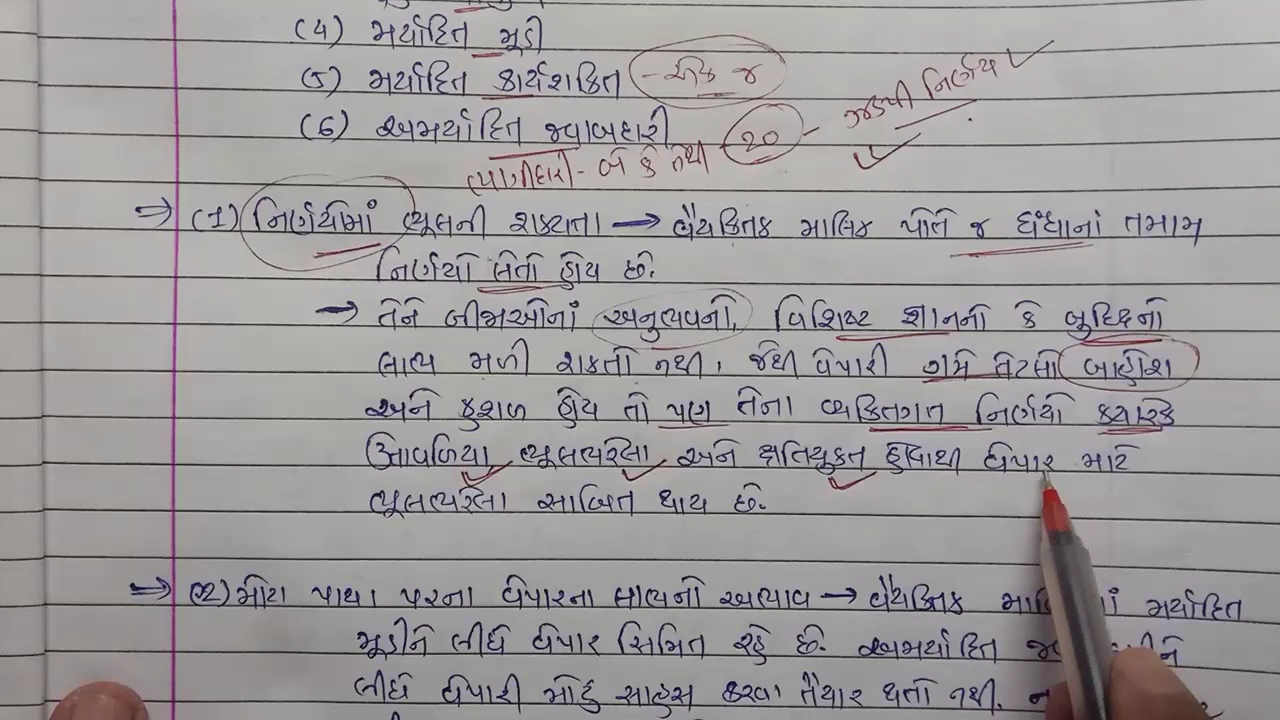 (4) મર્યાદિત મૂડી
(5) મર્યાદિત કાર્યશક્તિ - એક જ
(6) અમર્યાદિત જવાબદારી
ભાગીદારી - બે કે તેથી - 20 - ઝડપી નિર્ણય
⇒ (1) નિર્ણયોમાં ભૂલની શક્યતા → વૈયક્તિક માલિક પોતે જ ધંધાનાં તમામ
નિર્ણયો લેતો હોય છે.
→ તેને બીજાઓનાં અનુભવનો, વિશિષ્ટ જ્ઞાનનો કે બુદ્ધિનો
લાભ મળી શકતો નથી, જેથી વેપારી ગમે તેટલો બાહોશ
અને કુશળ હોય તો પણ તેના વ્યક્તિગત નિર્ણયો ક્યારેક
ભૂલભરેલા અને ક્ષતિયુક્ત હોવાથી વેપાર માટે
ભૂલભરેલા સાબિત થાય છે.
⇒ (2) મોટા પાયા પરના વેપારના લાભનો અભાવ → વૈયક્તિક મર્યાદિત
મૂડીને લીધે વેપાર સિમિત રહે છે. અમર્યાદિત
લીધે વેપારી મોટું સાહસ કરવા તૈયાર થતો નથી.